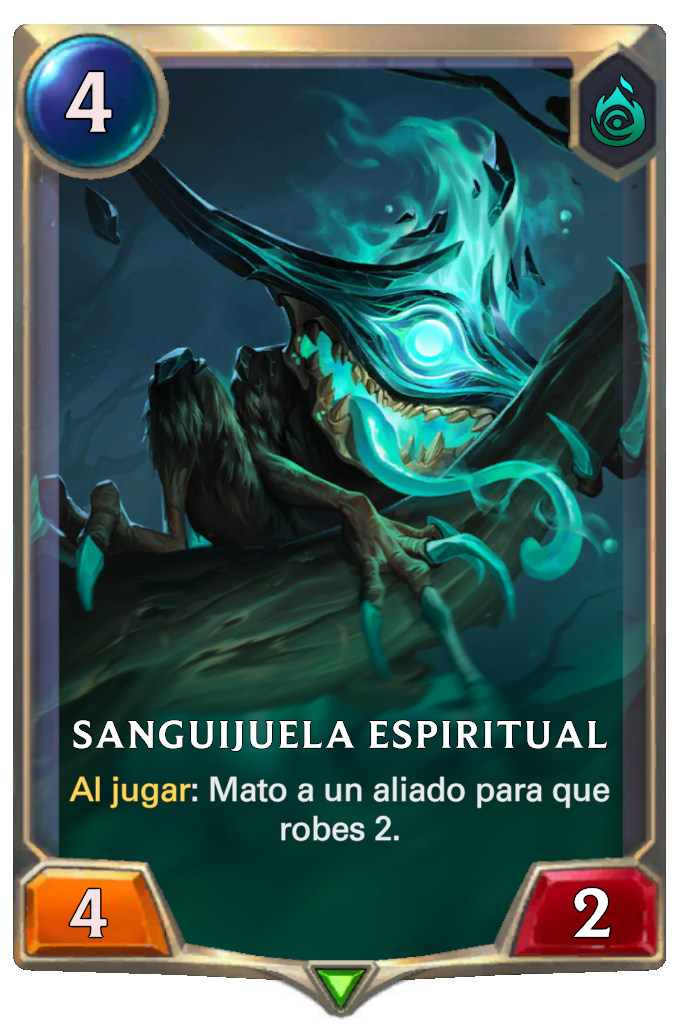 4
SANGUIJUELA ESPIRITUAL
Al jugar: Mato a un aliado para que
robes 2.
4
2